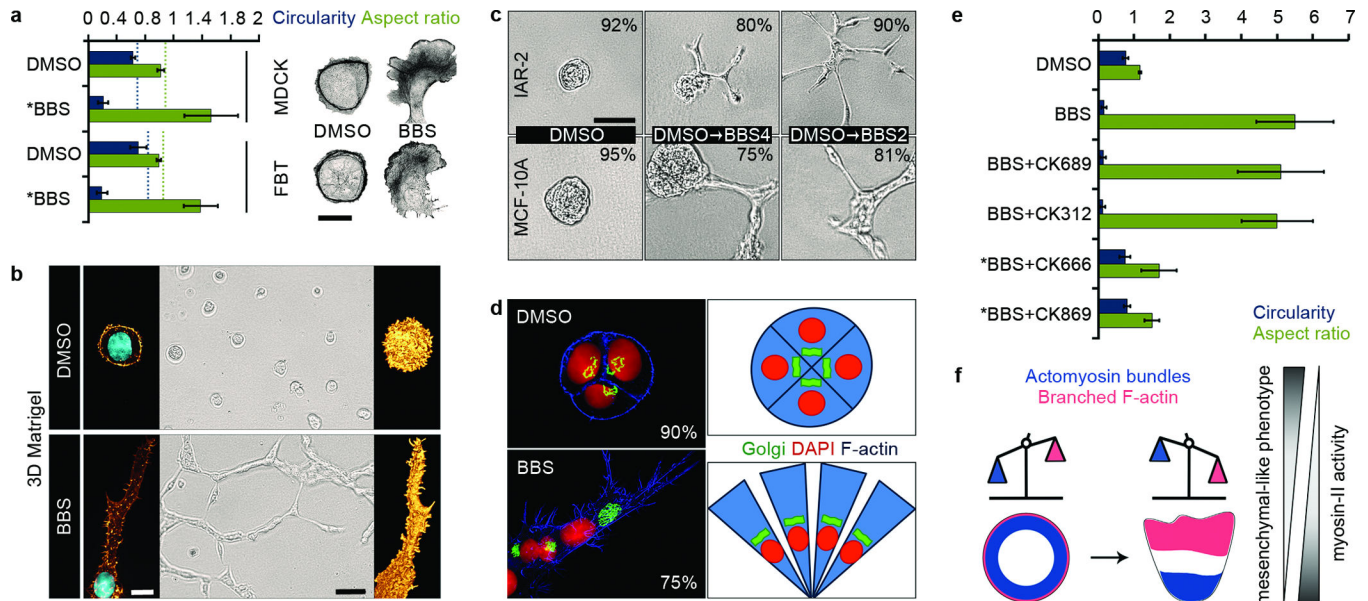 a
Circularity Aspect ratio
0 0.4 0.8 1.2 1.6 2
DMSO
*BBS
DMSO
*BBS
MDCK
FBT
DMSO BBS
b
3D Matrigel
DMSO
BBS
c
IAR-2
MCF-10A
92%
80%
90%
DMSO
DMSO→BBS4
DMSO→BBS2
95%
75%
81%
d
DMSO
90%
BBS
75%
Golgi DAPI F-actin
e
0 1 2 3 4 5 6 7
DMSO
BBS
BBS+CK689
BBS+CK312
*BBS+CK666
*BBS+CK869
Circularity
Aspect ratio
f
Actomyosin bundles
Branched F-actin
mesenchymal-like phenotype
myosin-II activity